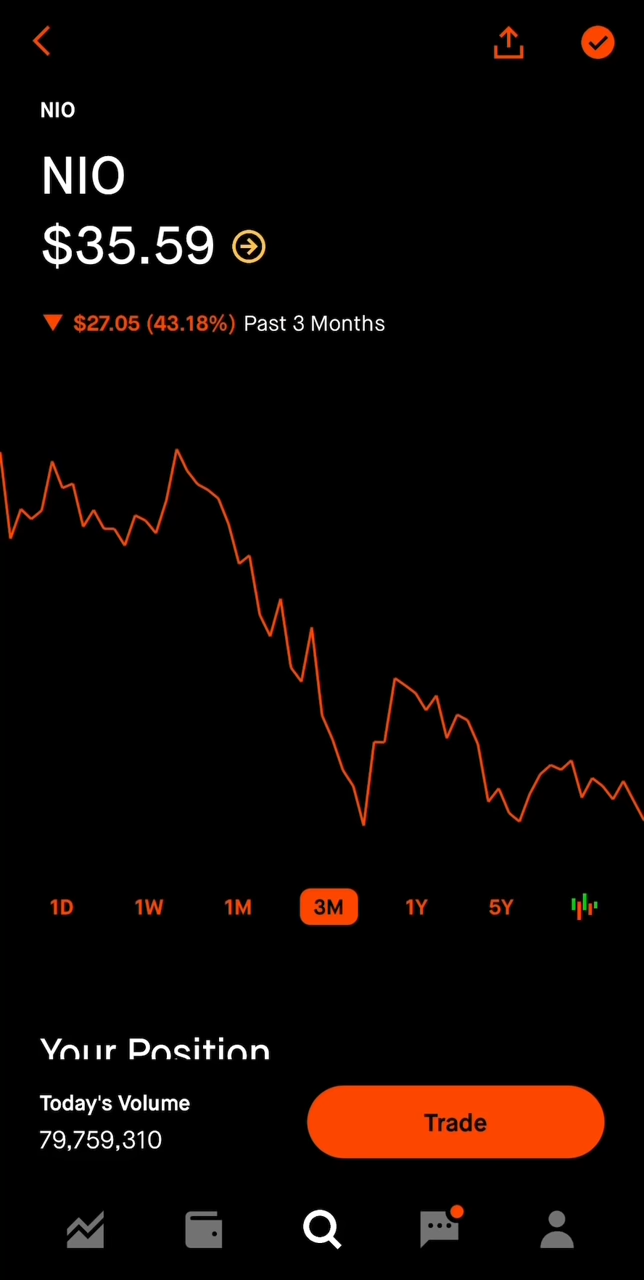 NIO
NIO
$35.59
$27.05 (43.18%) Past 3 Months
1D 1W 1M 3M 1Y 5Y
Your Position
Today's Volume
79,759,310
Trade